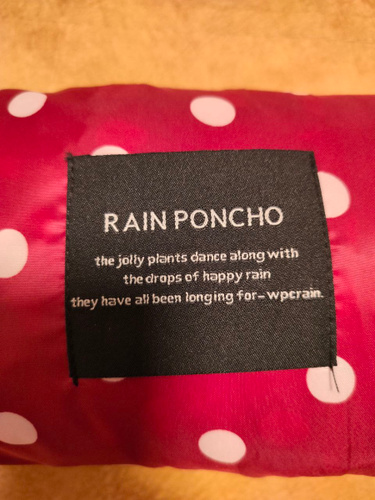 RAIN PONCHO
the jolly plants dance along with
the drops of happy rain
they have all been longing for-wpcrain.